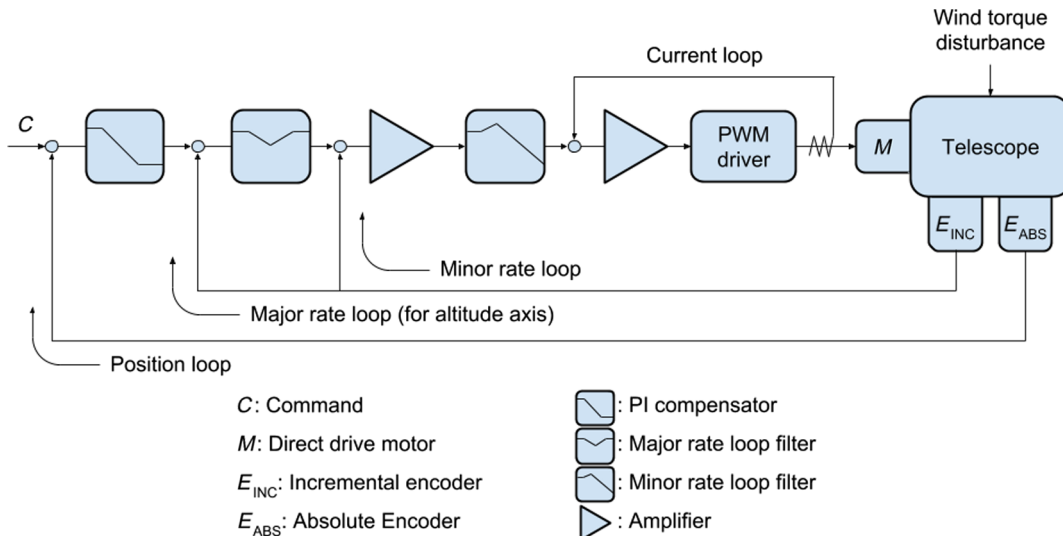 Wind torque
disturbance
Current loop
C
PWM
driver
M
Telescope
E_INC
E_ABS
Minor rate loop
Major rate loop (for altitude axis)
Position loop
C: Command
M: Direct drive motor
E_INC: Incremental encoder
E_ABS: Absolute Encoder
: PI compensator
: Major rate loop filter
: Minor rate loop filter
: Amplifier